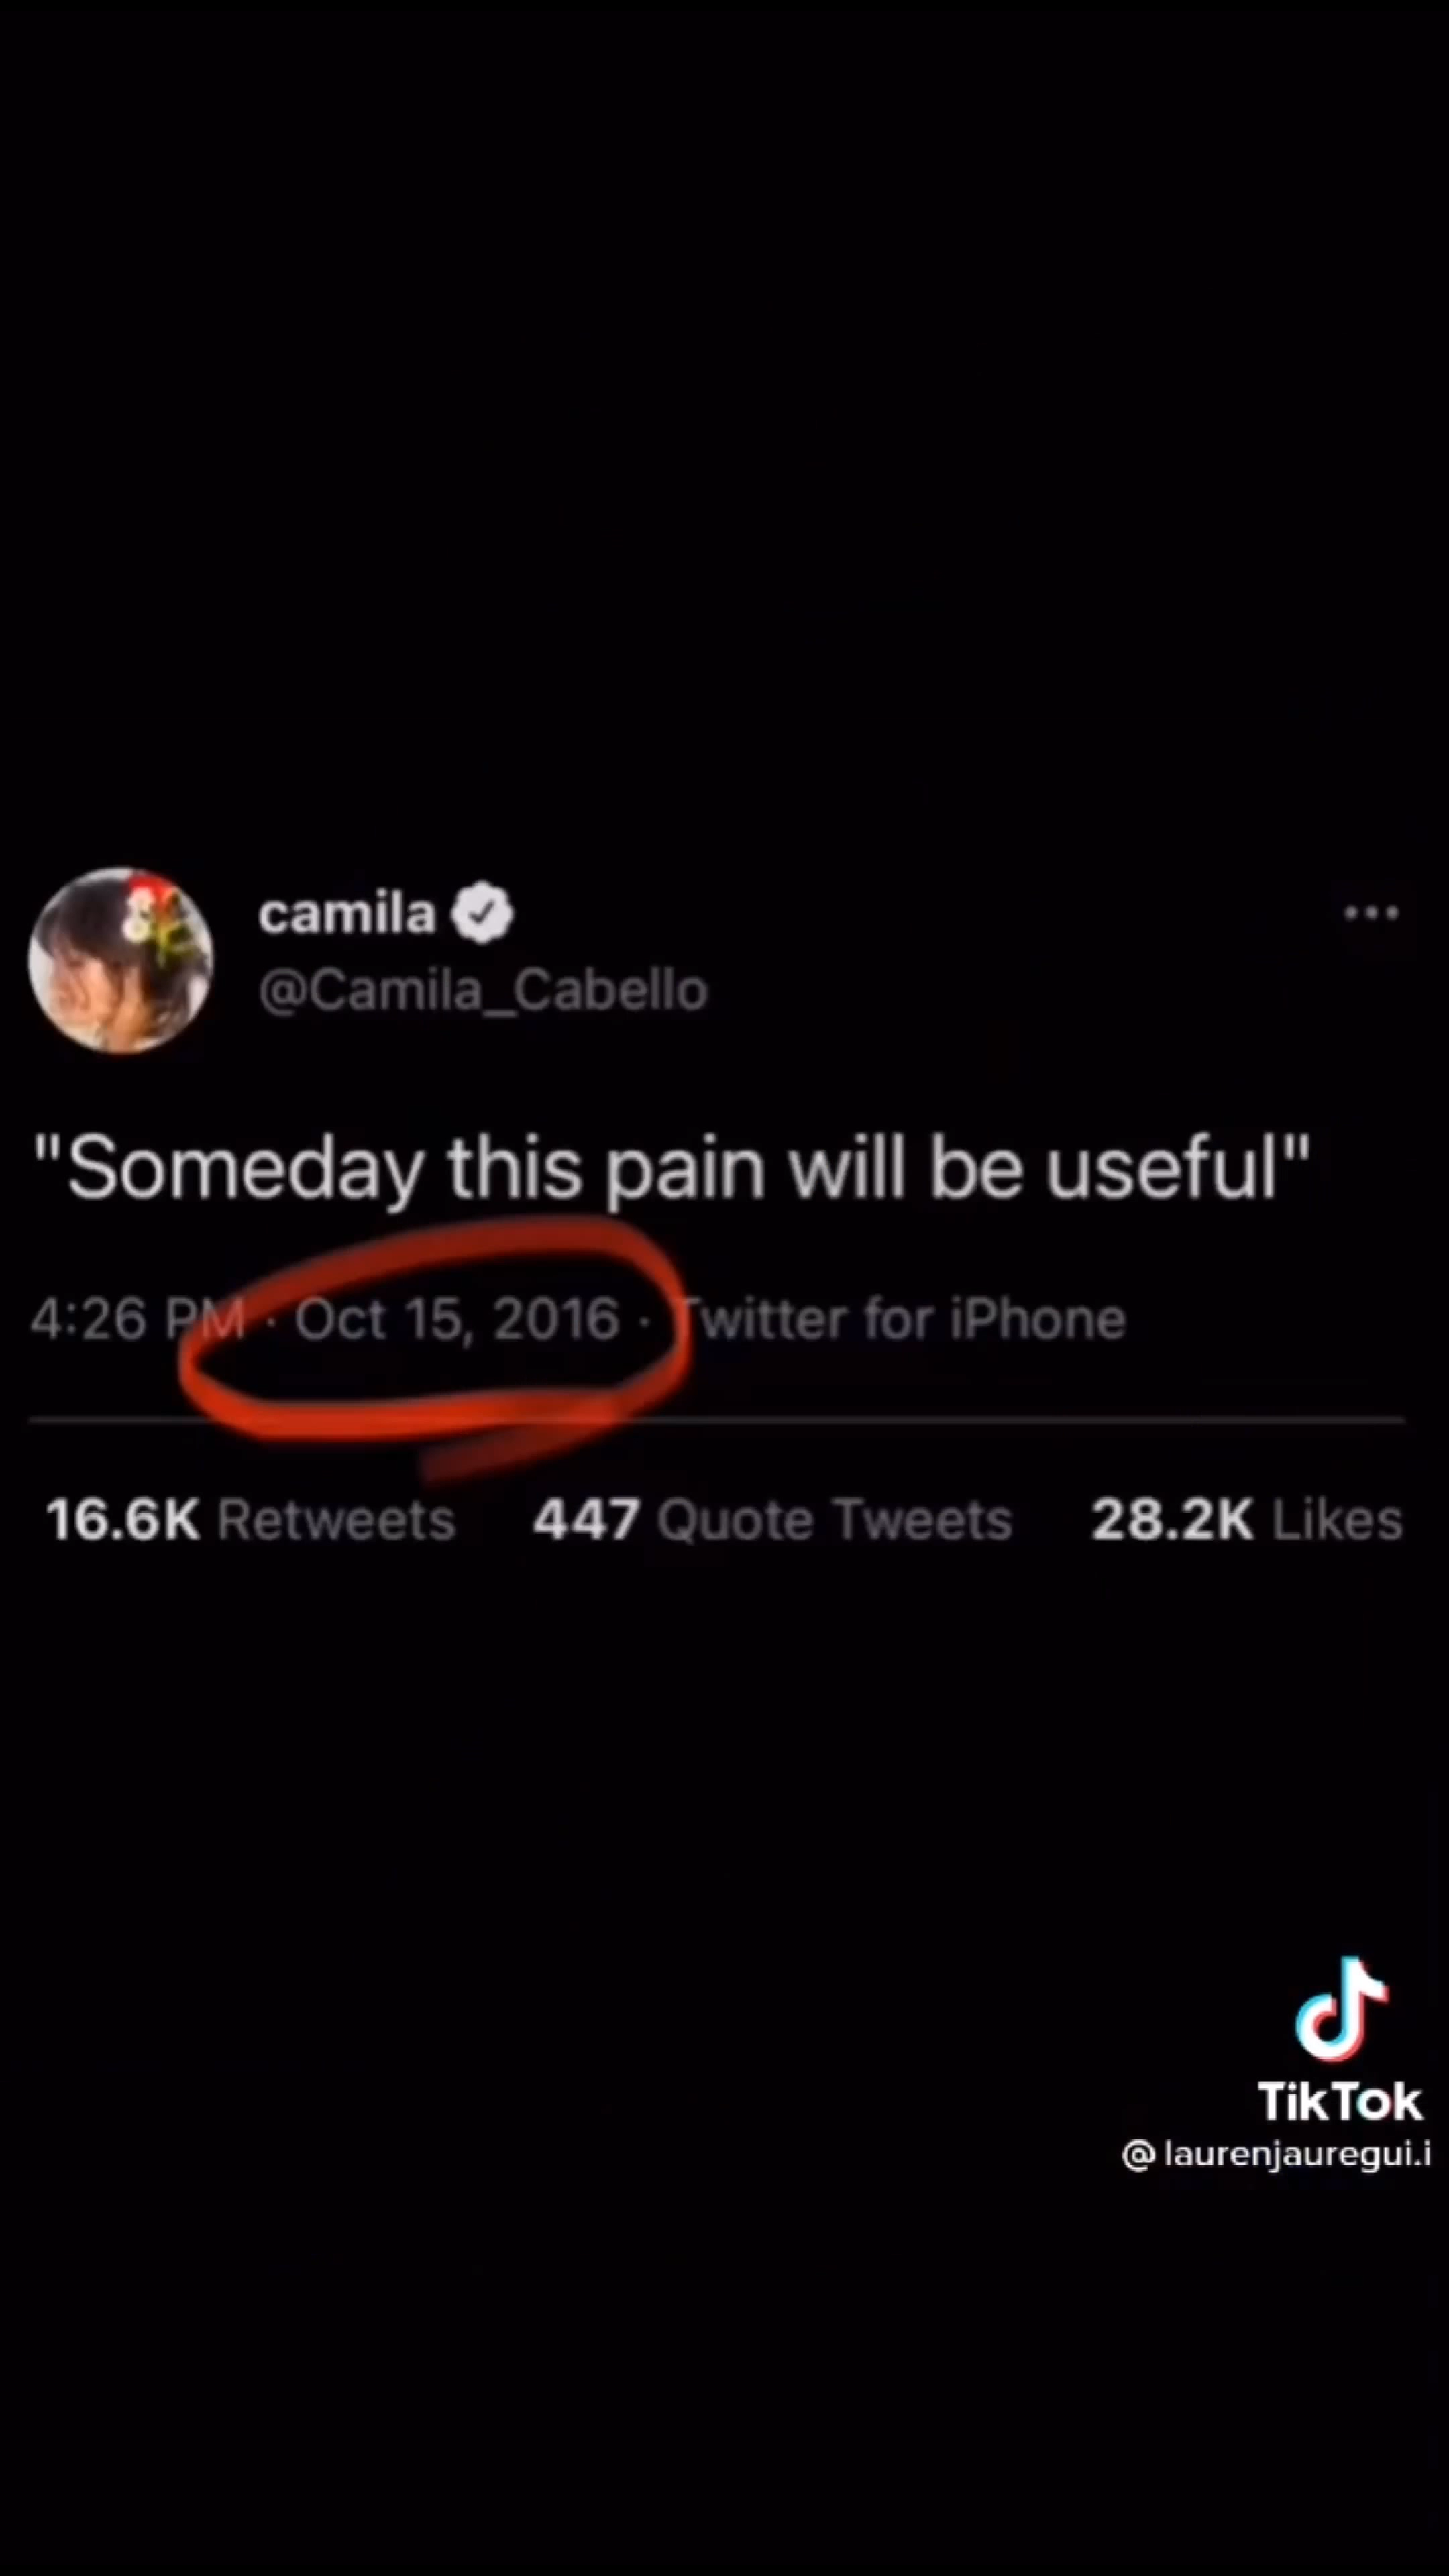 camila
@Camila_Cabello
"Someday this pain will be useful"
4:26 PM · Oct 15, 2016 · Twitter for iPhone
16.6K Retweets 447 Quote Tweets 28.2K Likes
TikTok
@laurenjauregui.i